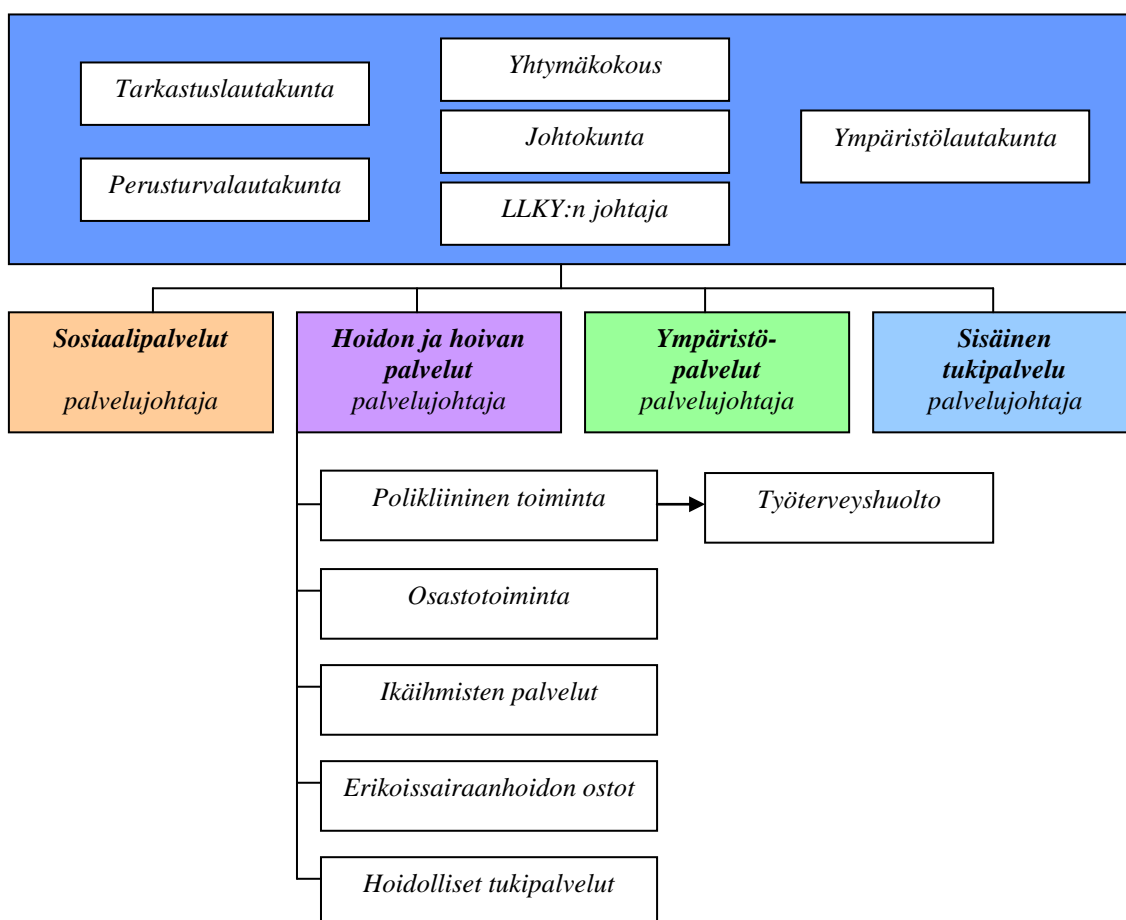 Tarkastuslautakunta
Perusturvalautakunta
Yhtymäkokous
Johtokunta
LLKY:n johtaja
Ympäristölautakunta
Sosiaalipalvelut
palvelujohtaja
Hoidon ja hoivan
palvelut
palvelujohtaja
Ympäristö-
palvelut
palvelujohtaja
Sisäinen
tukipalvelu
palvelujohtaja
Polikliininen toiminta
Työterveyshuolto
Osastotoiminta
Ikäihmisten palvelut
Erikoissairaanhoidon ostot
Hoidolliset tukipalvelut